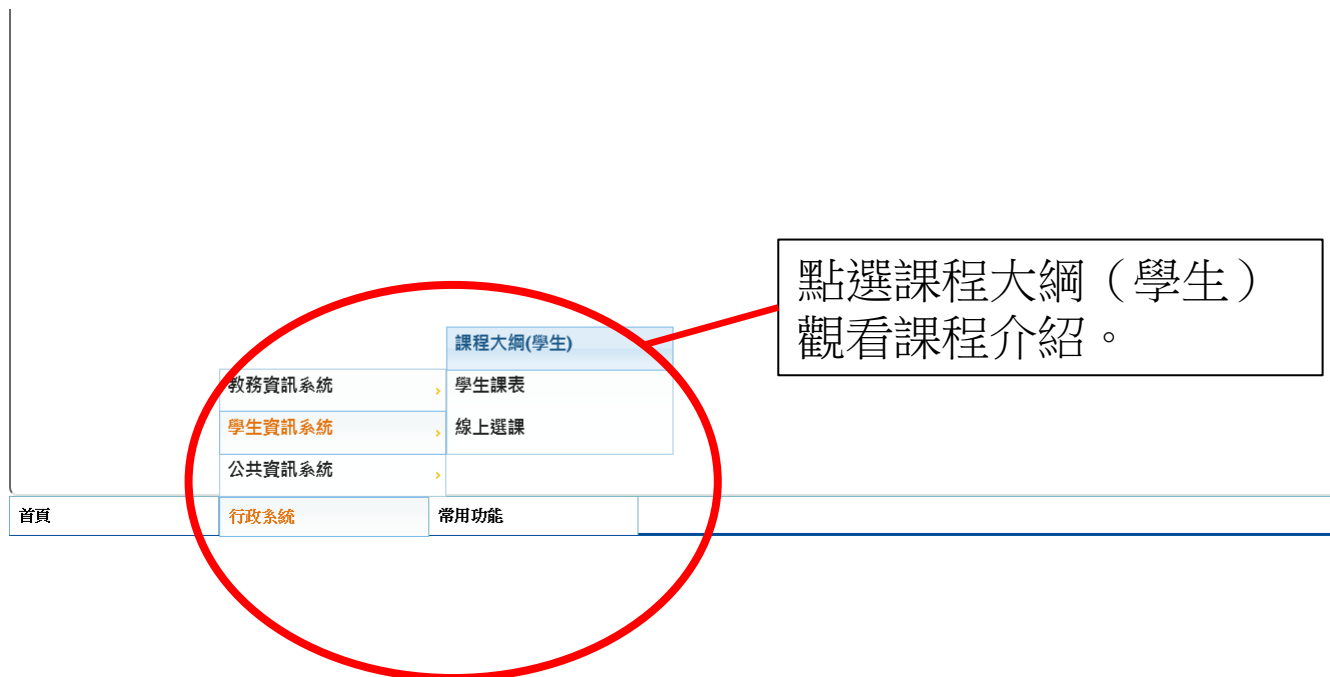 點選課程大綱（學生）
觀看課程介紹。
課程大綱(學生)
學生課表
線上選課
教務資訊系統
學生資訊系統
公共資訊系統
首頁
行政系統
常用功能